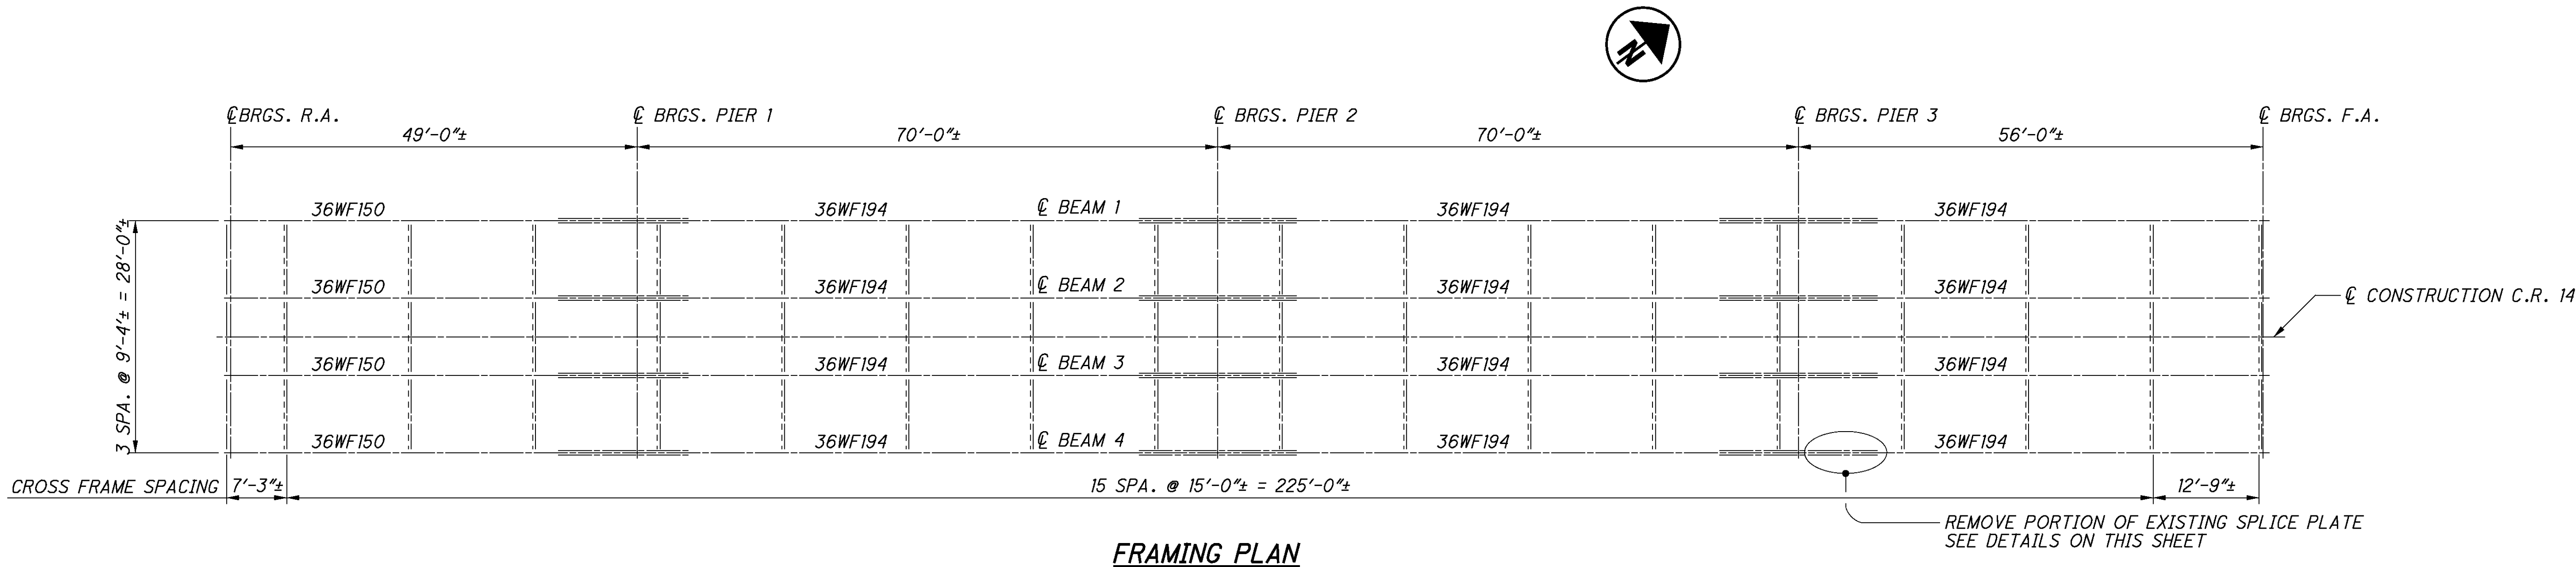 N
℄ BRGS. R.A.
℄ BRGS. PIER 1
℄ BRGS. PIER 2
℄ BRGS. PIER 3
℄ BRGS. F.A.
49'-0"±
70'-0"±
70'-0"±
56'-0"±
36WF150
36WF194
℄ BEAM 1
36WF194
36WF194
3 SPA. @ 9'-4'± = 28'-0"±
36WF150
36WF194
℄ BEAM 2
36WF194
36WF194
℄ CONSTRUCTION C.R. 14
36WF150
36WF194
℄ BEAM 3
36WF194
36WF194
36WF150
36WF194
℄ BEAM 4
36WF194
36WF194
CROSS FRAME SPACING
7'-3"±
15 SPA. @ 15'-0"± = 225'-0"±
12'-9"±
REMOVE PORTION OF EXISTING SPLICE PLATE
SEE DETAILS ON THIS SHEET
FRAMING PLAN